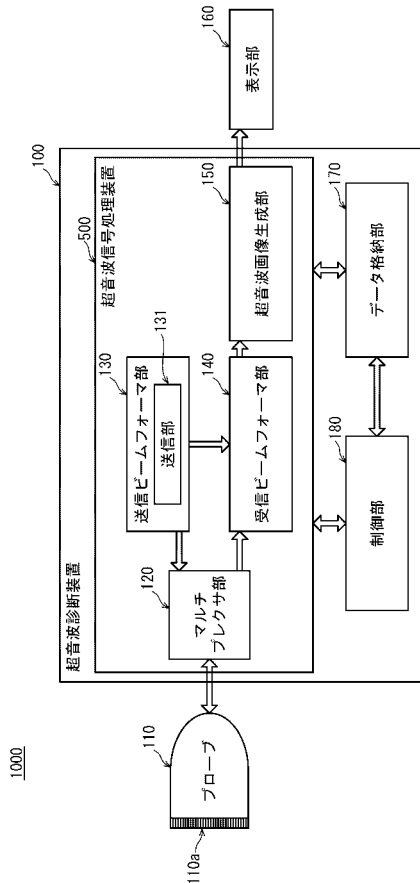 1000
超音波診断装置
100
500
超音波信号処理装置
110
プローブ
110a
120
マルチ
プレクサ部
130
送信ビームフォーマ部
131
送信部
140
受信ビームフォーマ部
150
超音波画像生成部
160
表示部
180
制御部
170
データ格納部